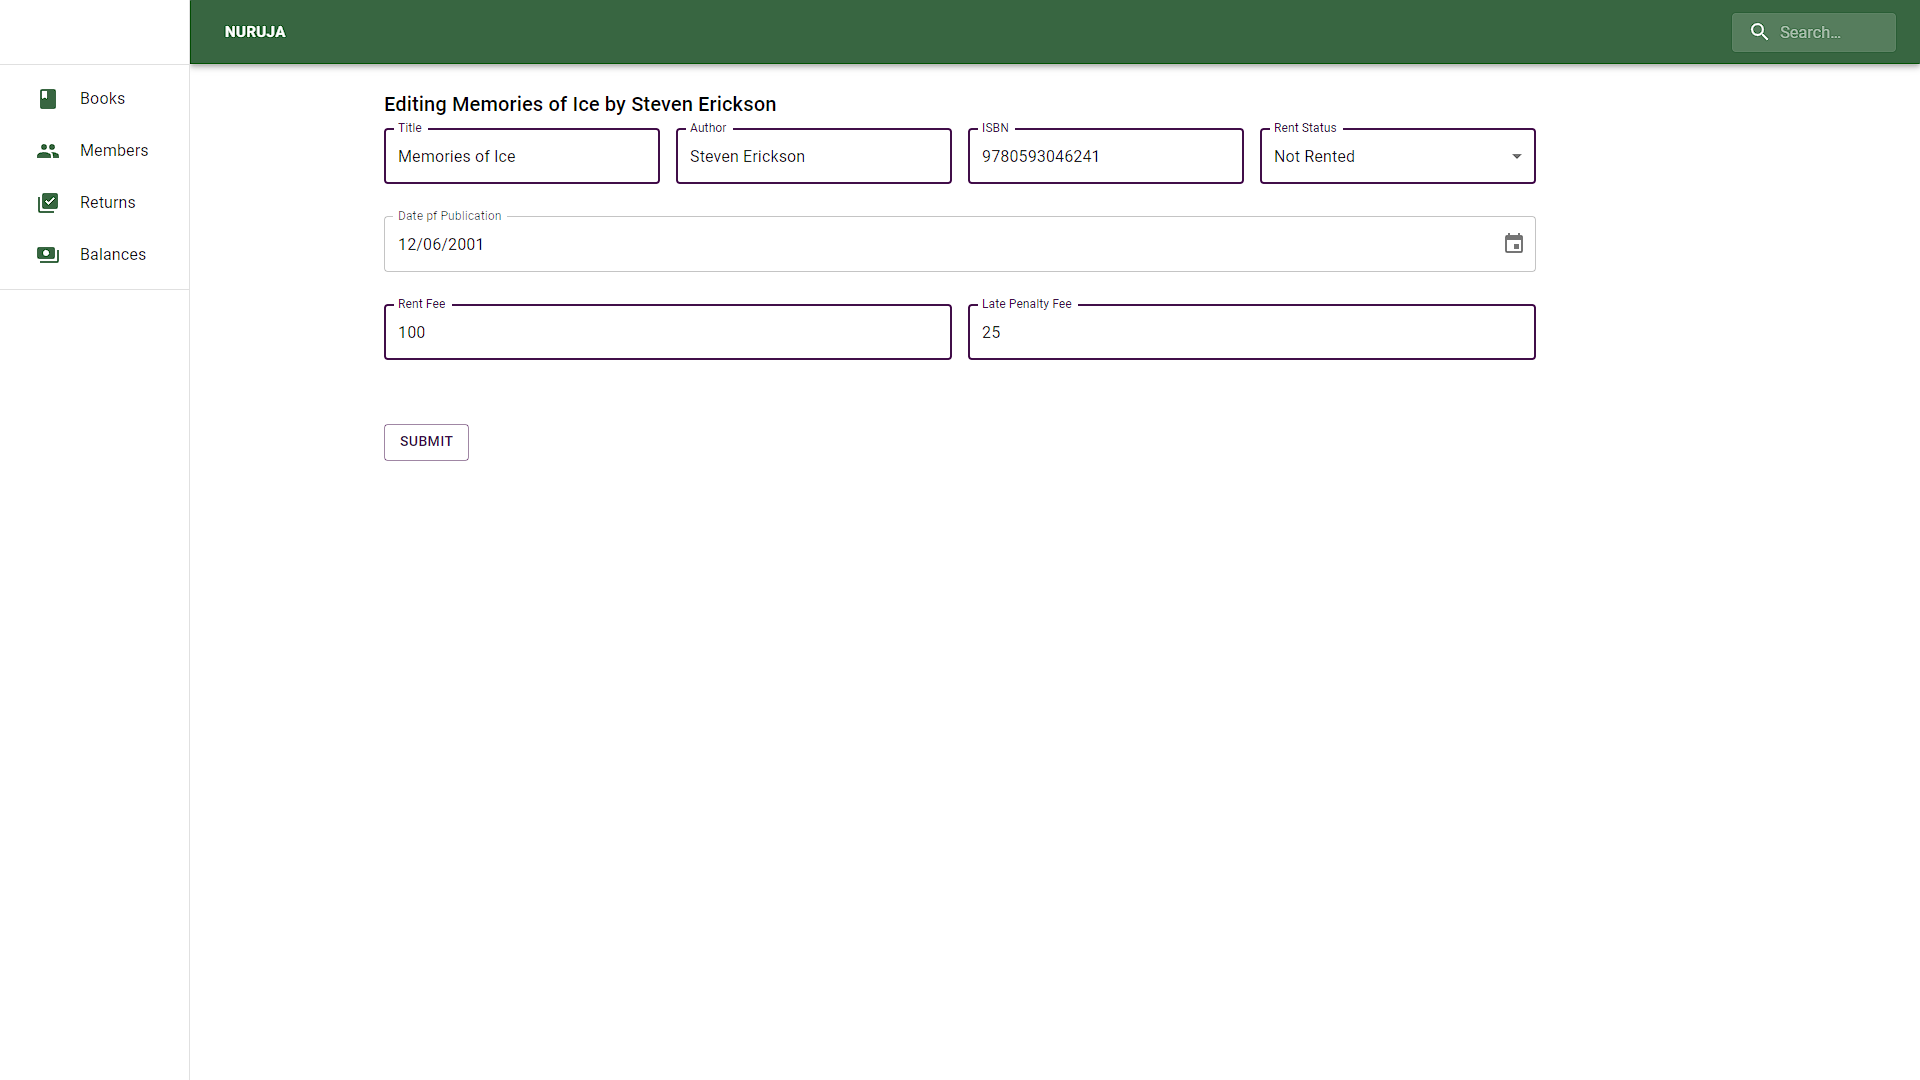 NURUJA
Search…
Books
Members
Returns
Balances
Editing Memories of Ice by Steven Erickson
Title
Memories of Ice
Author
Steven Erickson
ISBN
9780593046241
Rent Status
Not Rented
Date pf Publication
12/06/2001
Rent Fee
100
Late Penalty Fee
25
SUBMIT